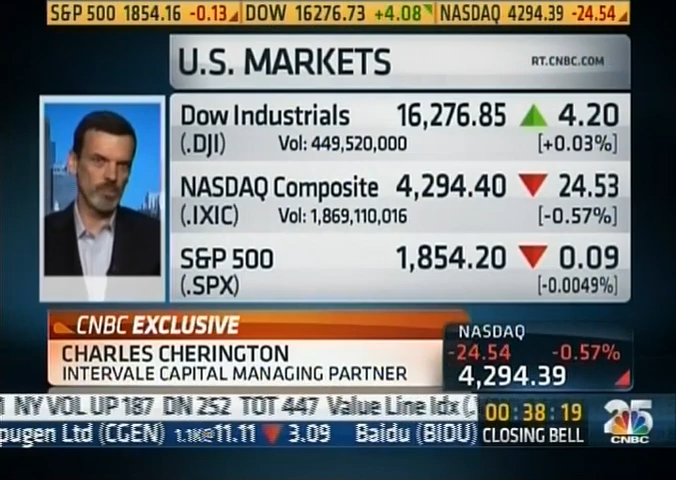 S&P 500 1854.16 -0.13 DOW 16276.73 +4.08 NASDAQ 4294.39 -24.54
U.S. MARKETS
RT.CNBC.COM
Dow Industrials 16,276.85 4.20
(.DJI) Vol: 449,520,000 [+0.03%]
NASDAQ Composite 4,294.40 24.53
(.IXIC) Vol: 1,869,110,016 [-0.57%]
S&P 500 1,854.20 0.09
(.SPX) [-0.0049%]
CNBC EXCLUSIVE
CHARLES CHERINGTON
INTERVALE CAPITAL MANAGING PARTNER
NASDAQ
-24.54 -0.57%
4,294.39
1 NY VOL UP 187 DN 252 TOT 447 Value Line Idx (.
pugen Ltd (CGEN) 1.1K@11.11 3.09 Baidu (BIDU)
00:38:19
CLOSING BELL
25
CNBC